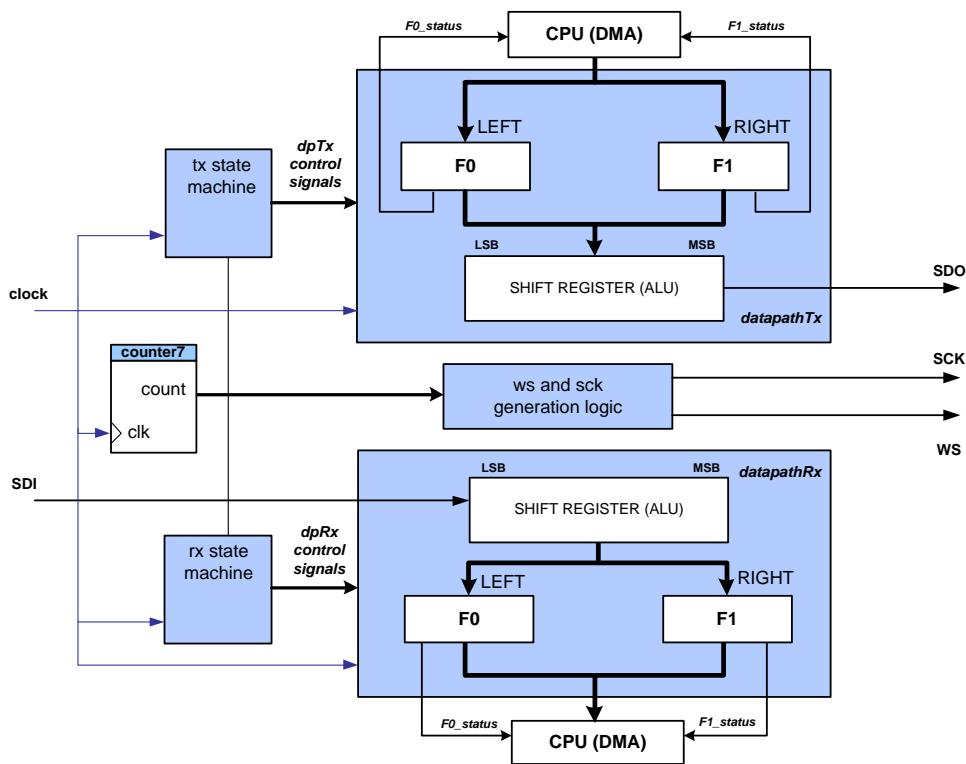 F0_status
CPU (DMA)
F1_status
LEFT
RIGHT
dpTx
control
signals
tx state
machine
F0
F1
LSB
MSB
SHIFT REGISTER (ALU)
datapathTx
SDO
clock
counter7
count
clk
ws and sck
generation logic
SCK
WS
SDI
LSB
MSB
datapathRx
SHIFT REGISTER (ALU)
dpRx
control
signals
rx state
machine
LEFT
RIGHT
F0
F1
F0_status
F1_status
CPU (DMA)